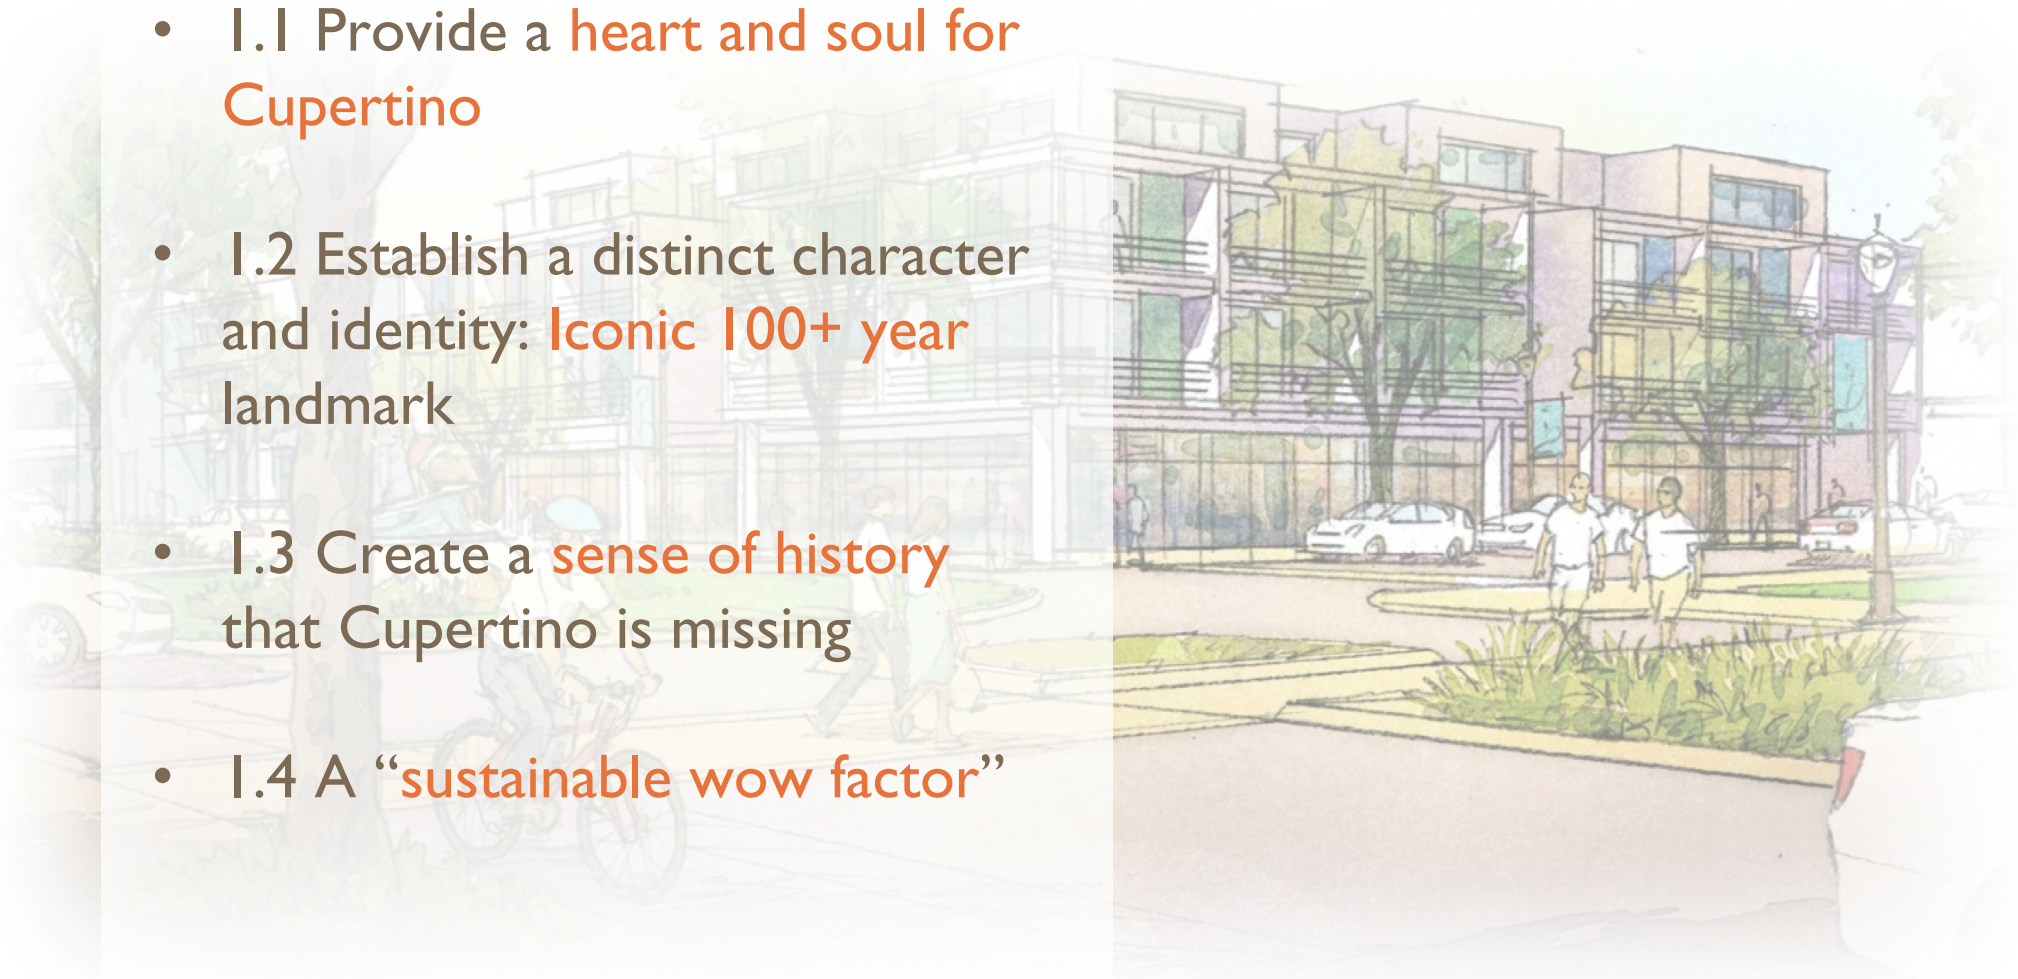 • 1.1 Provide a heart and soul for
Cupertino
• 1.2 Establish a distinct character
and identity: Iconic 100+ year
landmark
• 1.3 Create a sense of history
that Cupertino is missing
• 1.4 A “sustainable wow factor”